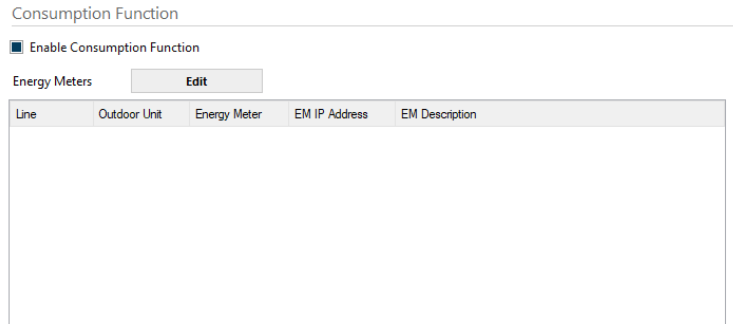 Consumption Function
Enable Consumption Function
Energy Meters Edit
Line Outdoor Unit Energy Meter EM IP Address EM Description